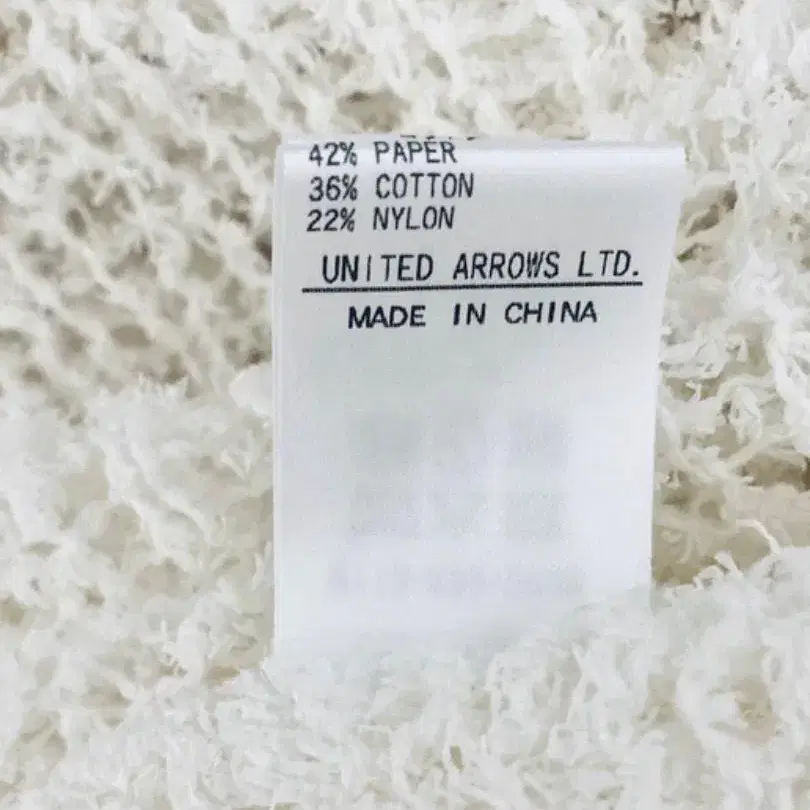 42% PAPER
36% COTTON
22% NYLON
UNITED ARROWS LTD.
MADE IN CHINA